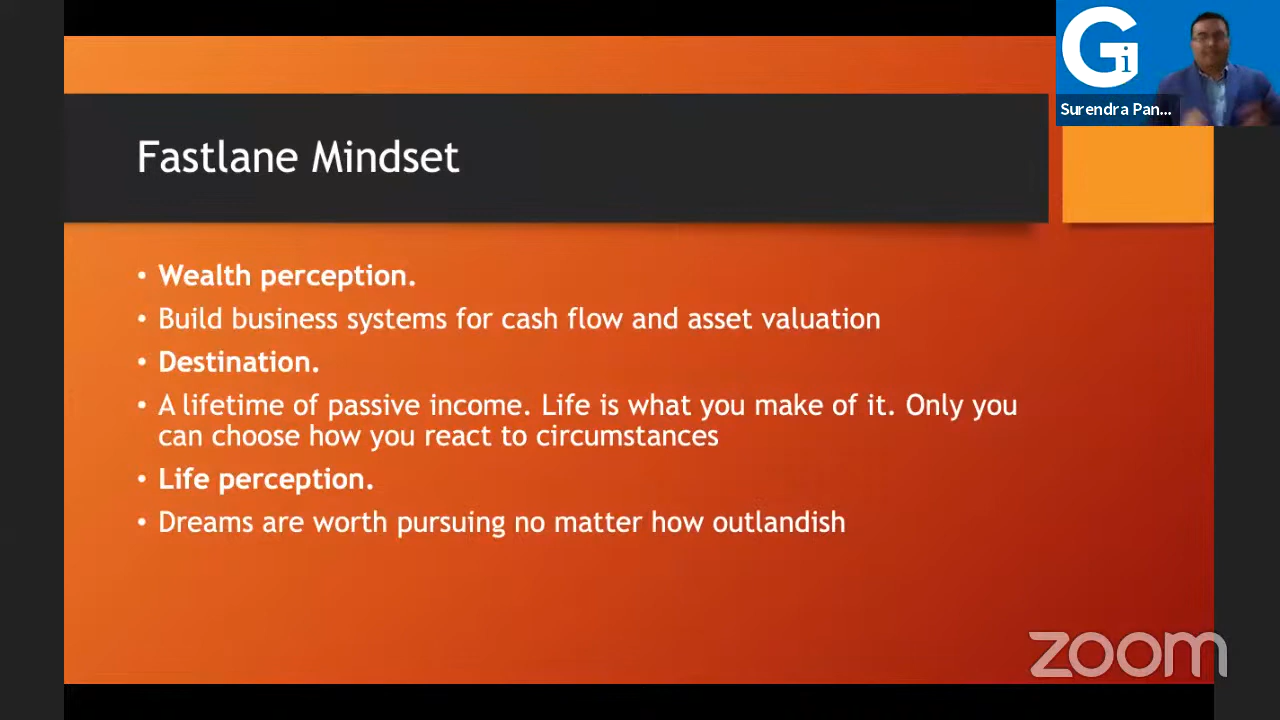 Gi
Surendra Pan...
Fastlane Mindset
• Wealth perception.
• Build business systems for cash flow and asset valuation
• Destination.
• A lifetime of passive income. Life is what you make of it. Only you
can choose how you react to circumstances
• Life perception.
• Dreams are worth pursuing no matter how outlandish
zoom